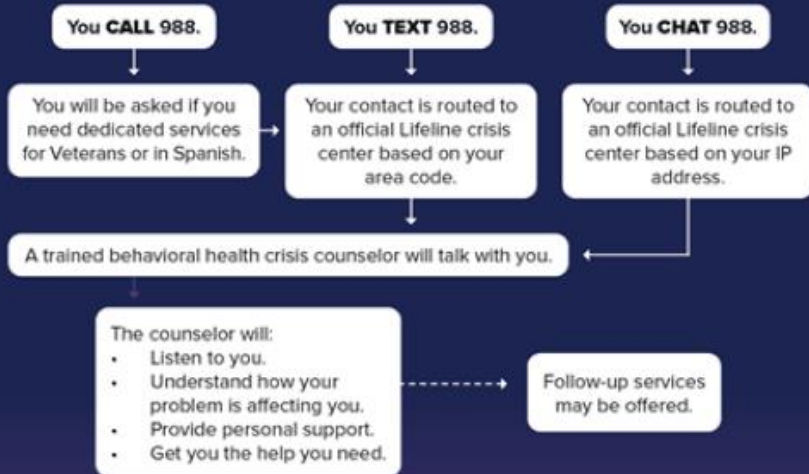 You CALL 988.
You TEXT 988.
You CHAT 988.
You will be asked if you
need dedicated services
for Veterans or in Spanish.
Your contact is routed to
an official Lifeline crisis
center based on your
area code.
Your contact is routed to
an official Lifeline crisis
center based on your IP
address.
A trained behavioral health crisis counselor will talk with you.
The counselor will:
• Listen to you.
• Understand how your
problem is affecting you.
• Provide personal support.
• Get you the help you need.
Follow-up services
may be offered.